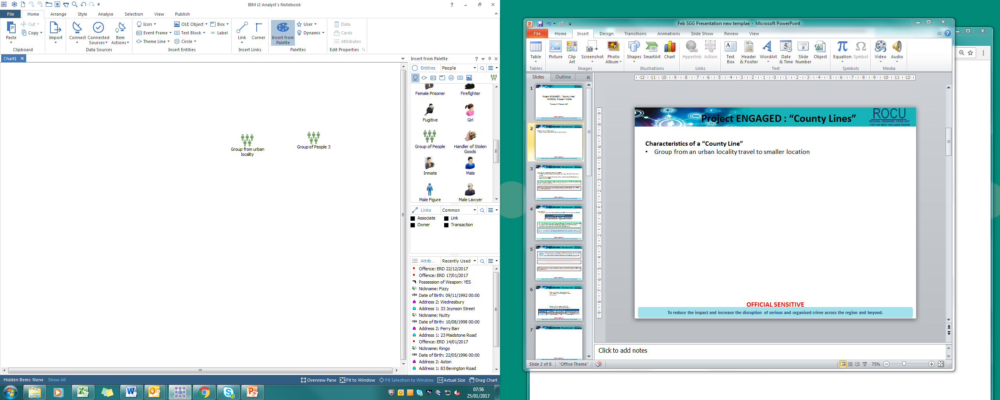 IBM i2 Analyst's Notebook
File Home Arrange Style Analyse Selection View Publish
Cut
Copy
Paste
Clipboard
Import
Connect
Connected Sources
Item Actions
Data Sources
Icon OLE Object Box
Event Frame Text Block Label
Theme Line Circle
Insert Entities
Link Corner
Insert Links
Insert from Palette
User
Dynamic
Palettes
Data
Cards
Attributes
Edit Properties
Chart1
Group from urban
locality
Group of People 3
Insert from Palette
Entities People
Female Prisoner Firefighter
Fugitive Girl
Group of People Handler of Stolen
Goods
Inmate Male
Male Figure Male Lawyer
Links Common
Associate Link
Owner Transaction
Attrib... Recently Used
Offence: ERD 22/12/2017
Offence: ERD 17/01/2017
Possession of Weapon: YES
Nickname: Fizzy
Date of Birth: 09/11/1992 00:00
Address 2: Wednesbury
Address 1: 33 Joynson Street
Nickname: Nutty
Date of Birth: 10/08/1998 00:00
Address 2: Perry Barr
Address 1: 23 Maidstone Road
Offence: ERD 14/01/2017
Nickname: Ringo
Date of Birth: 22/05/1996 00:00
Address 2: Aston
Address 1: 83 Bevington Road
Hidden Items: None Show All
Overview Pane Fit to Window Fit Selection to Window Actual Size Drag Chart
07:56
25/01/2017
Feb SGG Presentation new templae - Microsoft PowerPoint
File Home Insert Design Transitions Animations Slide Show Review View
Table Picture Clip Art Screenshot Photo Album Shapes SmartArt Chart Hyperlink Action Text Box Header & Footer WordArt Date & Time Slide Number Object Equation Symbol Video Audio
Tables Images Illustrations Links Text Symbols Media
Slides Outline
1
Project ENGAGED : "County Lines"
WMROCU Problem Profile
2
3
4
5
6
7
Project ENGAGED : “County Lines”
ROCU
REGIONAL ORGANISED CRIME UNIT
FOR THE WEST MIDLANDS REGION
Characteristics of a “County Line”
• Group from an urban locality travel to smaller location
OFFICIAL SENSITIVE
To reduce the impact and increase the disruption of serious and organised crime across the region and beyond.
Click to add notes
Slide 2 of 8 "Office Theme" 75%